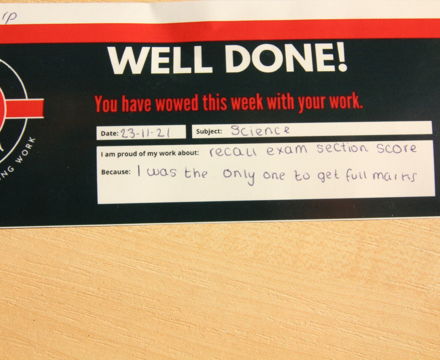 WELL DONE!
You have wowed this week with your work.
Date: 23-11-21 Subject: Science
I am proud of my work about: recall exam section score
Because: I was the only one to get full marks
WORK